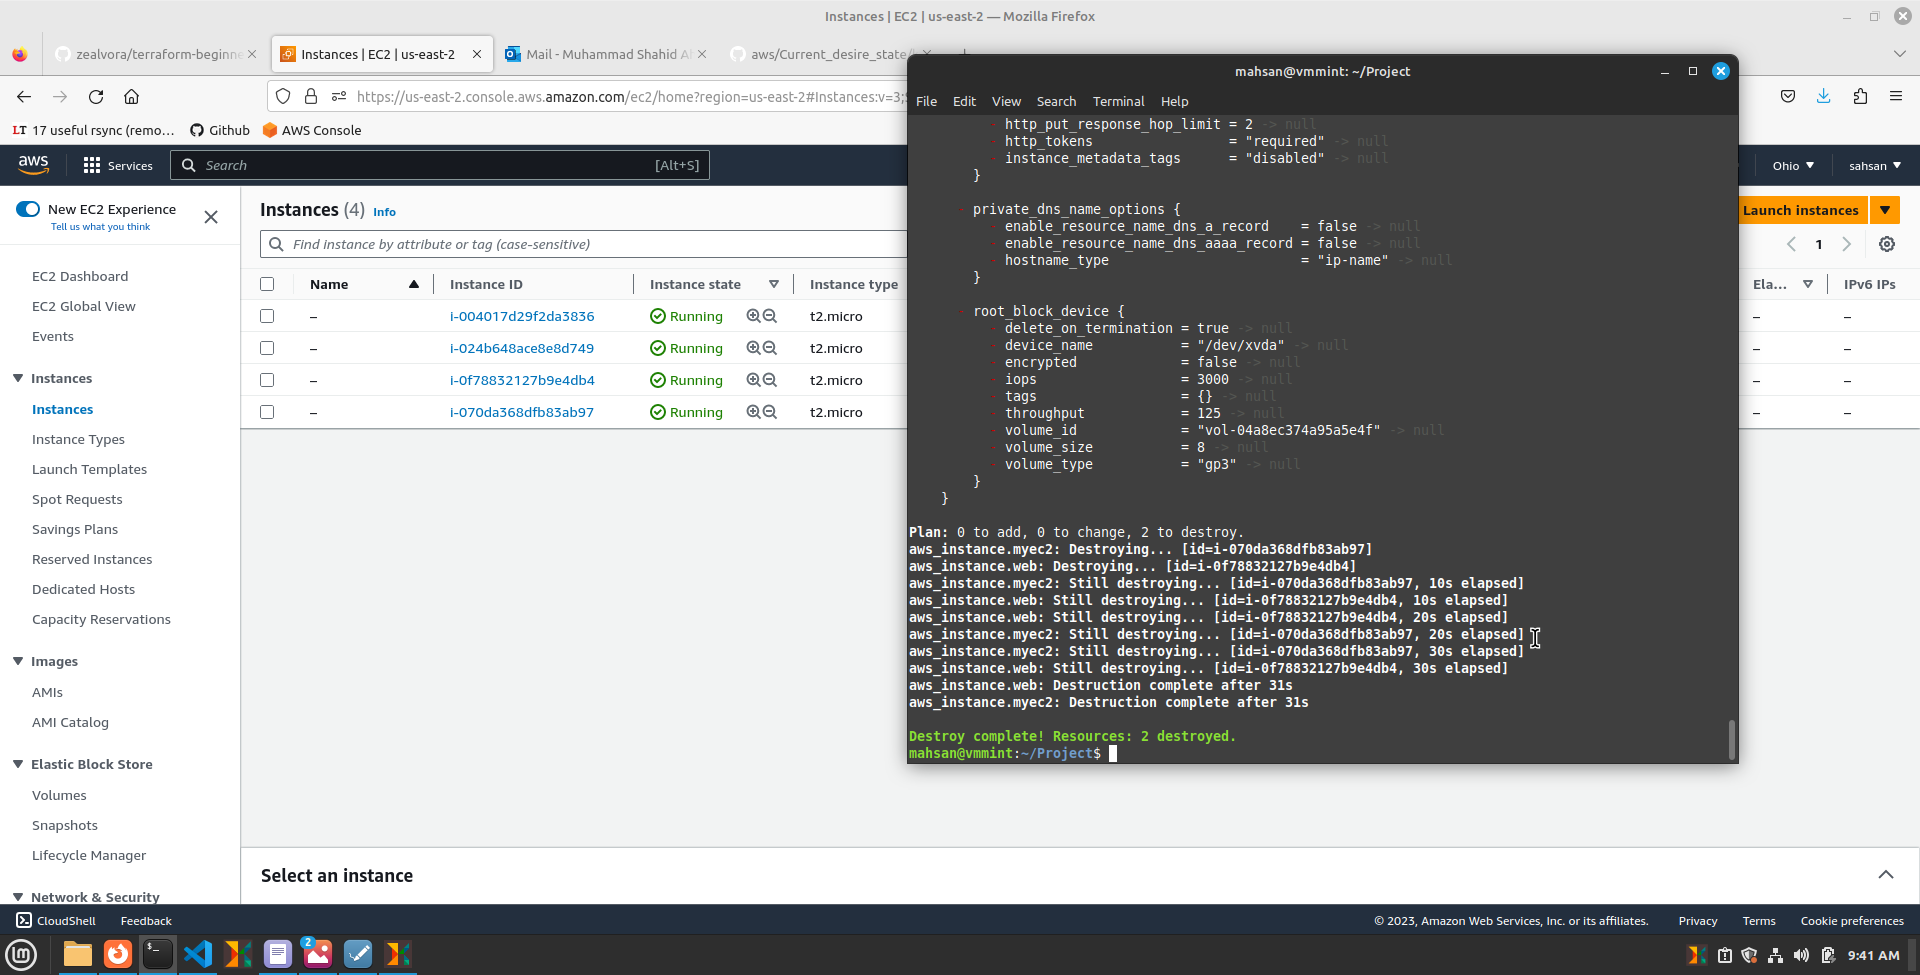 Instances | EC2 | us-east-2 — Mozilla Firefox
zealvora/terraform-beginne
Instances | EC2 | us-east-2
Mail - Muhammad Shahid A
aws/Current_desire_state/
https://us-east-2.console.aws.amazon.com/ec2/home?region=us-east-2#Instances:v=3;
17 useful rsync (remo...
Github
AWS Console
aws
Services
Search
[Alt+S]
Ohio
sahsan
New EC2 Experience
Tell us what you think
EC2 Dashboard
EC2 Global View
Events
Instances
Instances
Instance Types
Launch Templates
Spot Requests
Savings Plans
Reserved Instances
Dedicated Hosts
Capacity Reservations
Images
AMIs
AMI Catalog
Elastic Block Store
Volumes
Snapshots
Lifecycle Manager
Network & Security
Instances (4) Info
Launch instances
Find instance by attribute or tag (case-sensitive)
1
Name Instance ID Instance state Instance type Ela... IPv6 IPs
– i-004017d29f2da3836 Running t2.micro – –
– i-024b648ace8e8d749 Running t2.micro – –
– i-0f78832127b9e4db4 Running t2.micro – –
– i-070da368dfb83ab97 Running t2.micro – –
Select an instance
mahsan@vmmint: ~/Project
File Edit View Search Terminal Help
- http_put_response_hop_limit = 2 -> null
- http_tokens = "required" -> null
- instance_metadata_tags = "disabled" -> null
}
- private_dns_name_options {
- enable_resource_name_dns_a_record = false -> null
- enable_resource_name_dns_aaaa_record = false -> null
- hostname_type = "ip-name" -> null
}
- root_block_device {
- delete_on_termination = true -> null
- device_name = "/dev/xvda" -> null
- encrypted = false -> null
- iops = 3000 -> null
- tags = {} -> null
- throughput = 125 -> null
- volume_id = "vol-04a8ec374a95a5e4f" -> null
- volume_size = 8 -> null
- volume_type = "gp3" -> null
}
}
Plan: 0 to add, 0 to change, 2 to destroy.
aws_instance.myec2: Destroying... [id=i-070da368dfb83ab97]
aws_instance.web: Destroying... [id=i-0f78832127b9e4db4]
aws_instance.myec2: Still destroying... [id=i-070da368dfb83ab97, 10s elapsed]
aws_instance.web: Still destroying... [id=i-0f78832127b9e4db4, 10s elapsed]
aws_instance.web: Still destroying... [id=i-0f78832127b9e4db4, 20s elapsed]
aws_instance.myec2: Still destroying... [id=i-070da368dfb83ab97, 20s elapsed]
aws_instance.myec2: Still destroying... [id=i-070da368dfb83ab97, 30s elapsed]
aws_instance.web: Still destroying... [id=i-0f78832127b9e4db4, 30s elapsed]
aws_instance.web: Destruction complete after 31s
aws_instance.myec2: Destruction complete after 31s
Destroy complete! Resources: 2 destroyed.
mahsan@vmmint:~/Project$
CloudShell
Feedback
© 2023, Amazon Web Services, Inc. or its affiliates.
Privacy
Terms
Cookie preferences
2
9:41 AM